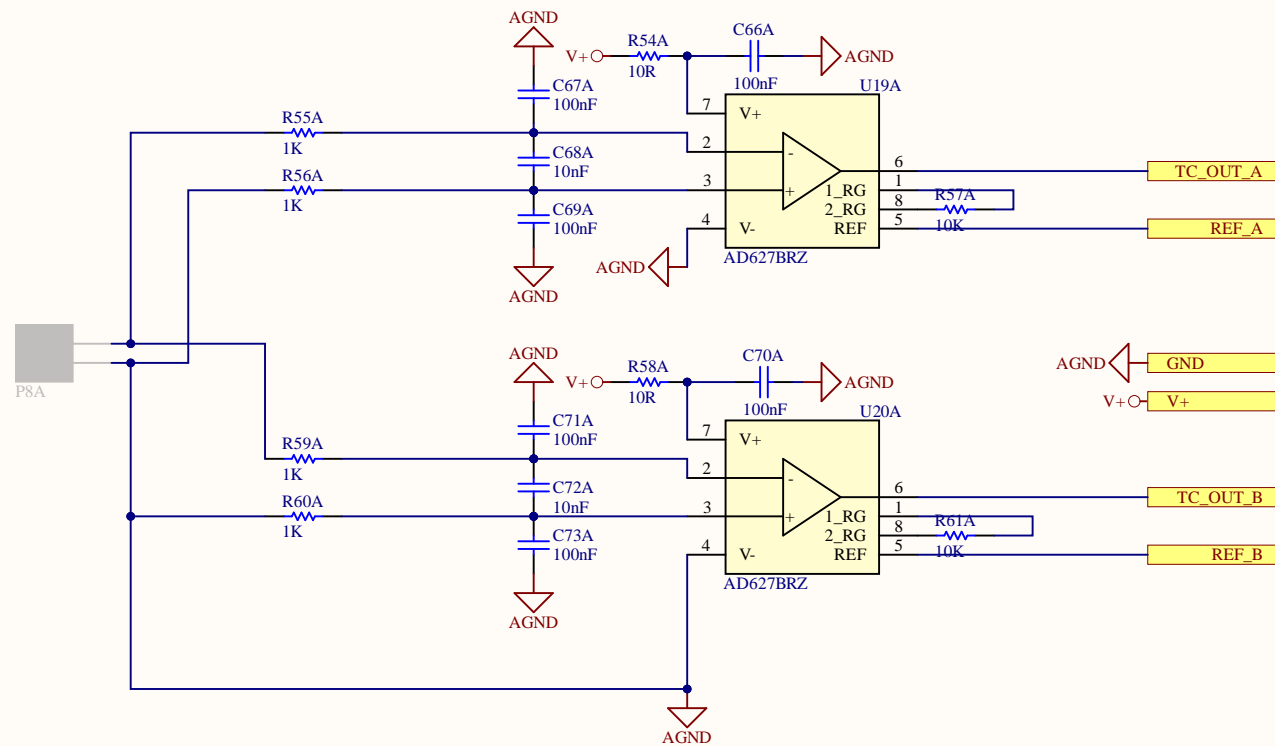 AGND
V+
R54A
10R
C66A
100nF
AGND
C67A
100nF
U19A
7
V+
R55A
1K
2
-
C68A
10nF
6
TC_OUT_A
R56A
1K
3
+
1_RG
1
C69A
100nF
2_RG
8
R57A
10K
4
V-
REF
5
REF_A
AGND
AGND
AD627BRZ
P8A
AGND
V+
R58A
10R
C70A
100nF
AGND
AGND
GND
V+
V+
C71A
100nF
U20A
7
V+
R59A
1K
2
-
C72A
10nF
6
TC_OUT_B
R60A
1K
3
+
1_RG
1
C73A
100nF
2_RG
8
R61A
10K
4
V-
REF
5
REF_B
AD627BRZ
AGND
AGND